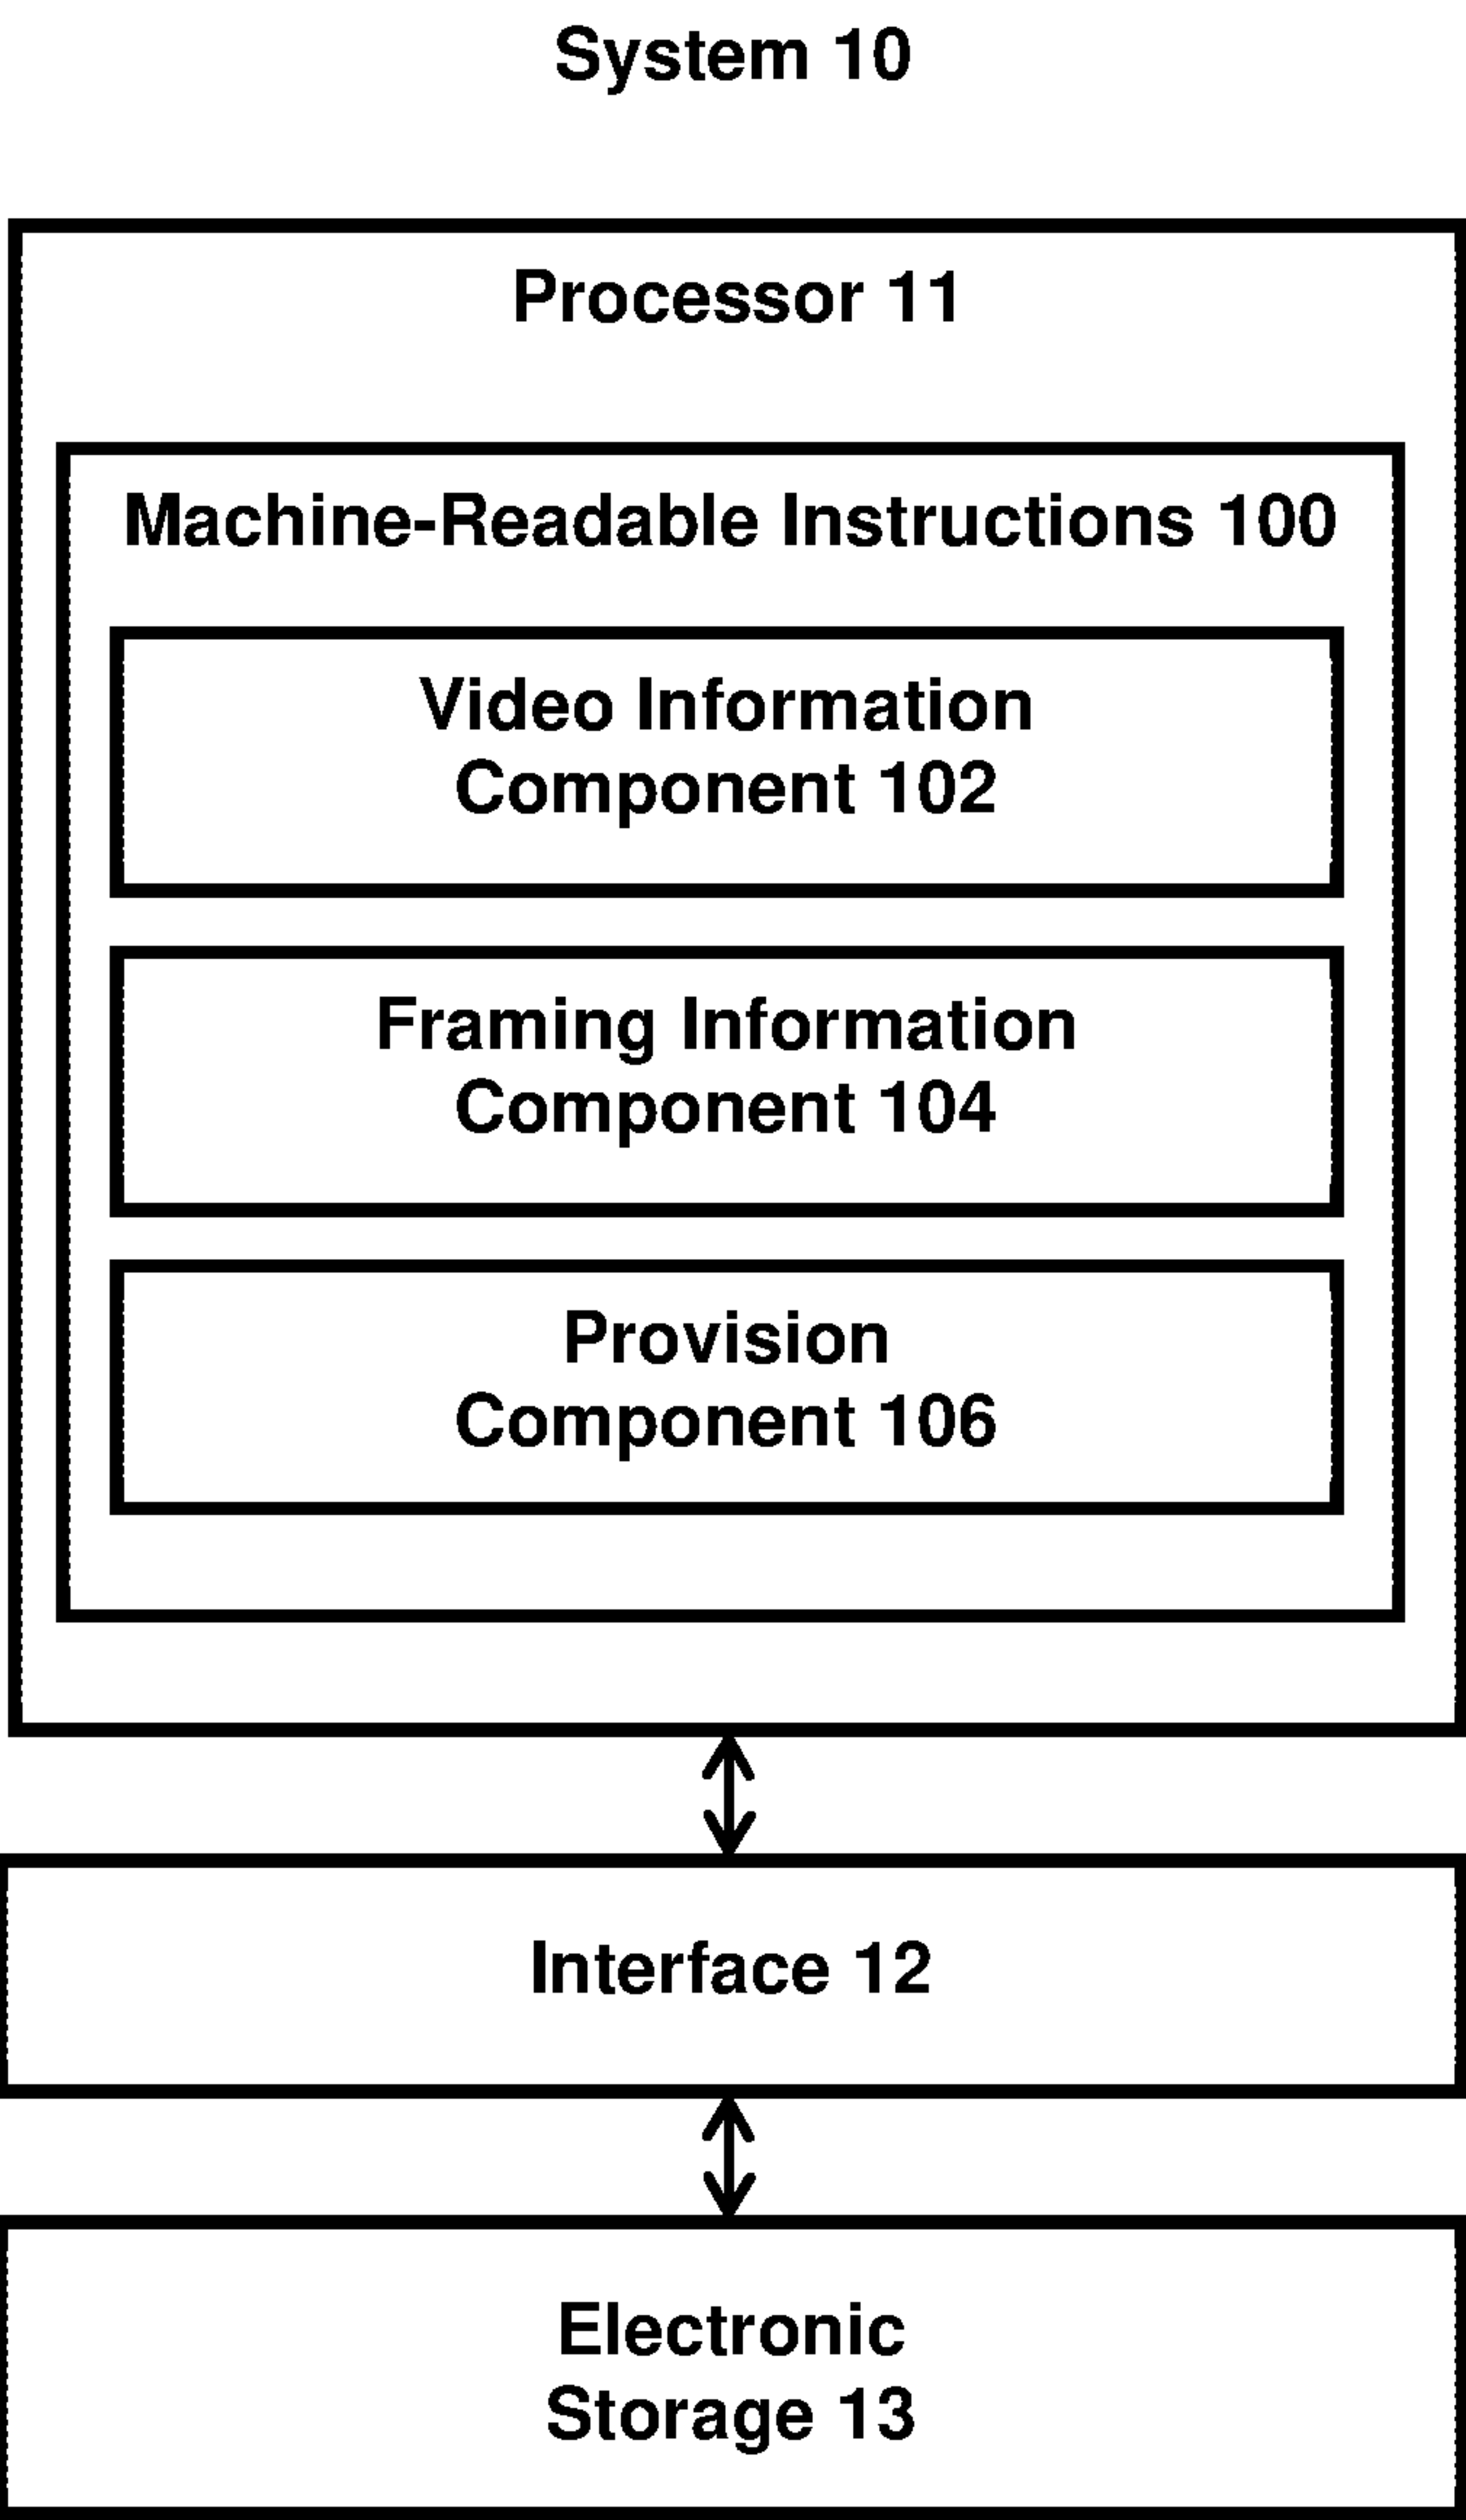 System 10
Processor 11
Machine-Readable Instructions 100
Video Information
Component 102
Framing Information
Component 104
Provision
Component 106
Interface 12
Electronic
Storage 13